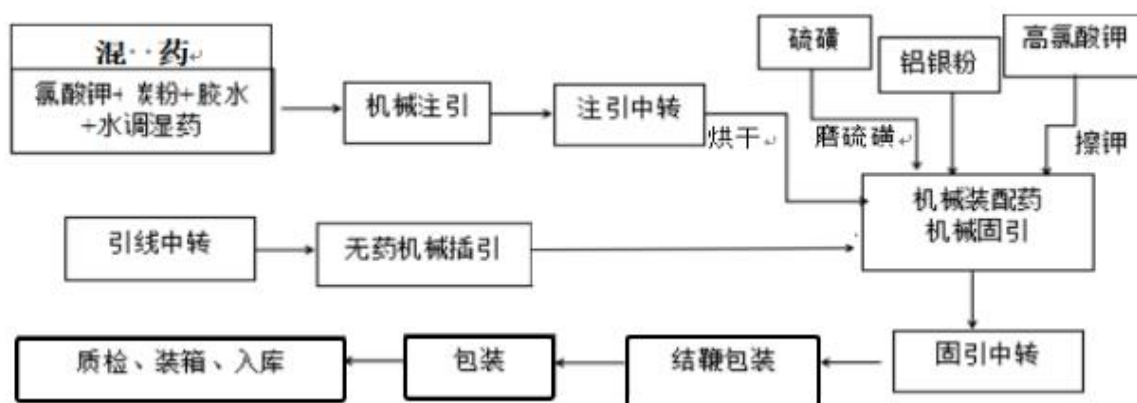 混··药
氯酸钾+ 炭粉+胶水
+水调湿药
机械注引
注引中转
烘干
硫磺
磨硫磺
铝银粉
高氯酸钾
擦钾
机械装配药
机械固引
引线中转
无药机械插引
固引中转
结鞭包装
包装
质检、装箱、入库